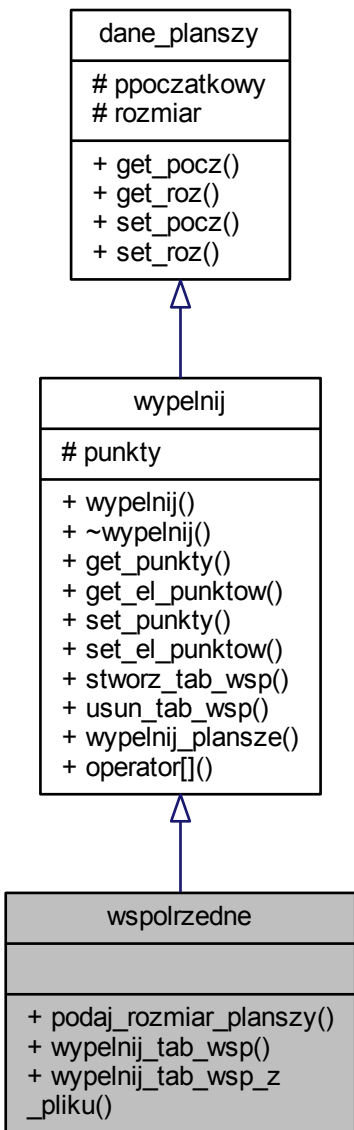 dane_planszy
# ppoczatkowy
# rozmiar
+ get_pocz()
+ get_roz()
+ set_pocz()
+ set_roz()
wypelnij
# punkty
+ wypelnij()
+ ~wypelnij()
+ get_punkty()
+ get_el_punktow()
+ set_punkty()
+ set_el_punktow()
+ stworz_tab_wsp()
+ usun_tab_wsp()
+ wypelnij_plansze()
+ operator[]()
wspolrzedne
+ podaj_rozmiar_planszy()
+ wypelnij_tab_wsp()
+ wypelnij_tab_wsp_z
_pliku()